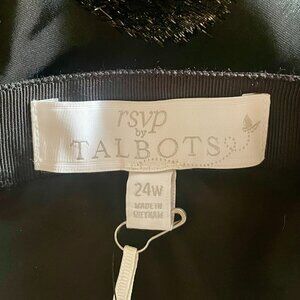 rsvp
by
TALBOTS
24W
MADE IN
VIETNAM